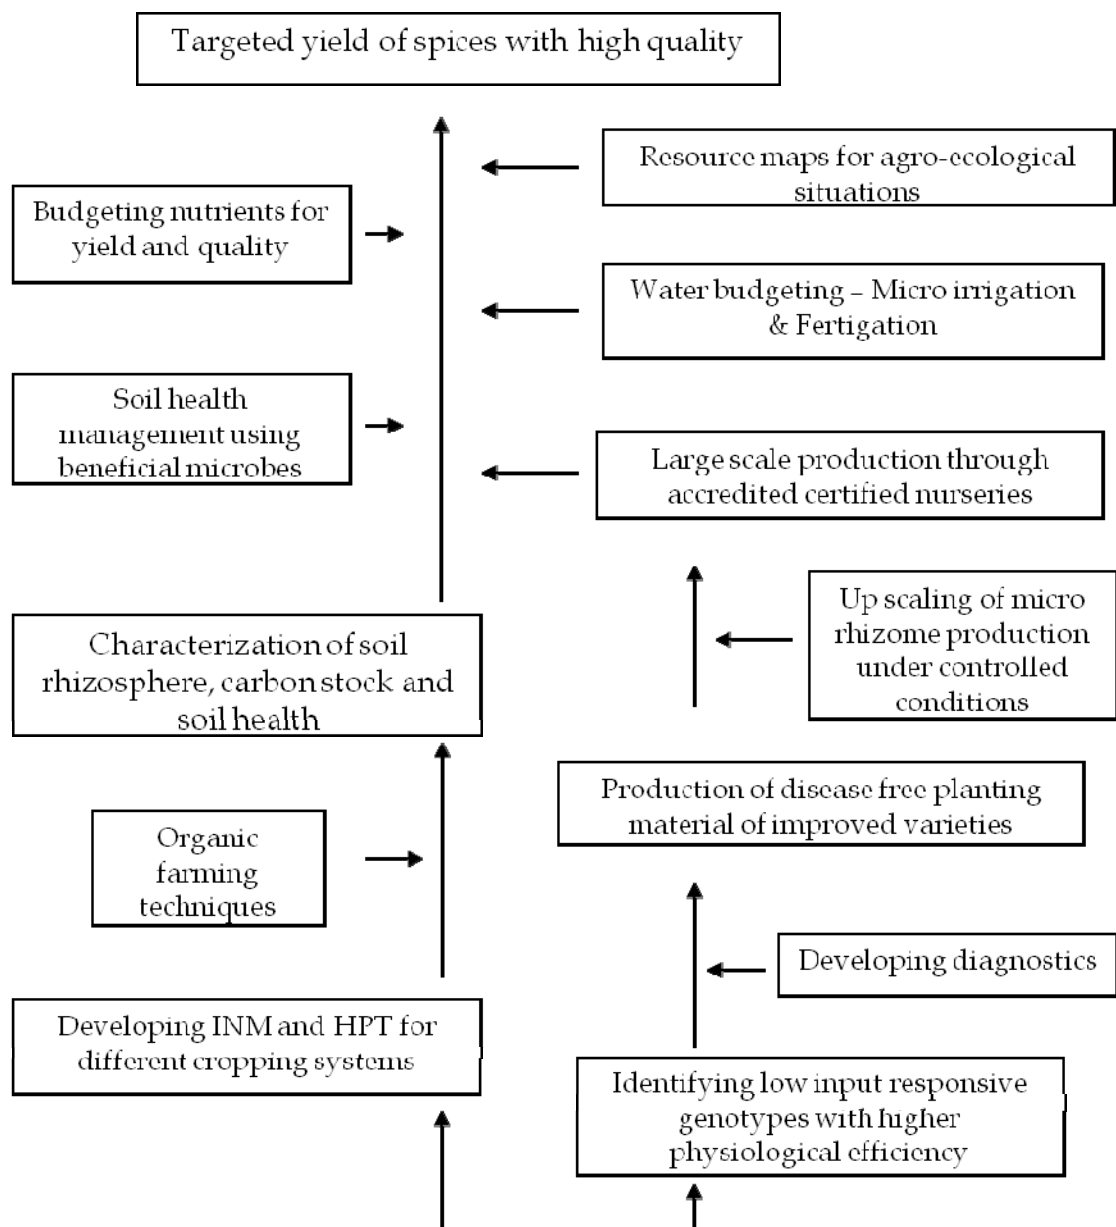 Targeted yield of spices with high quality
Resource maps for agro-ecological
situations
Budgeting nutrients for
yield and quality
Water budgeting – Micro irrigation
& Fertigation
Soil health
management using
beneficial microbes
Large scale production through
accredited certified nurseries
Up scaling of micro
rhizome production
under controlled
conditions
Characterization of soil
rhizosphere, carbon stock and
soil health
Production of disease free planting
material of improved varieties
Organic
farming
techniques
Developing diagnostics
Developing INM and HPT for
different cropping systems
Identifying low input responsive
genotypes with higher
physiological efficiency